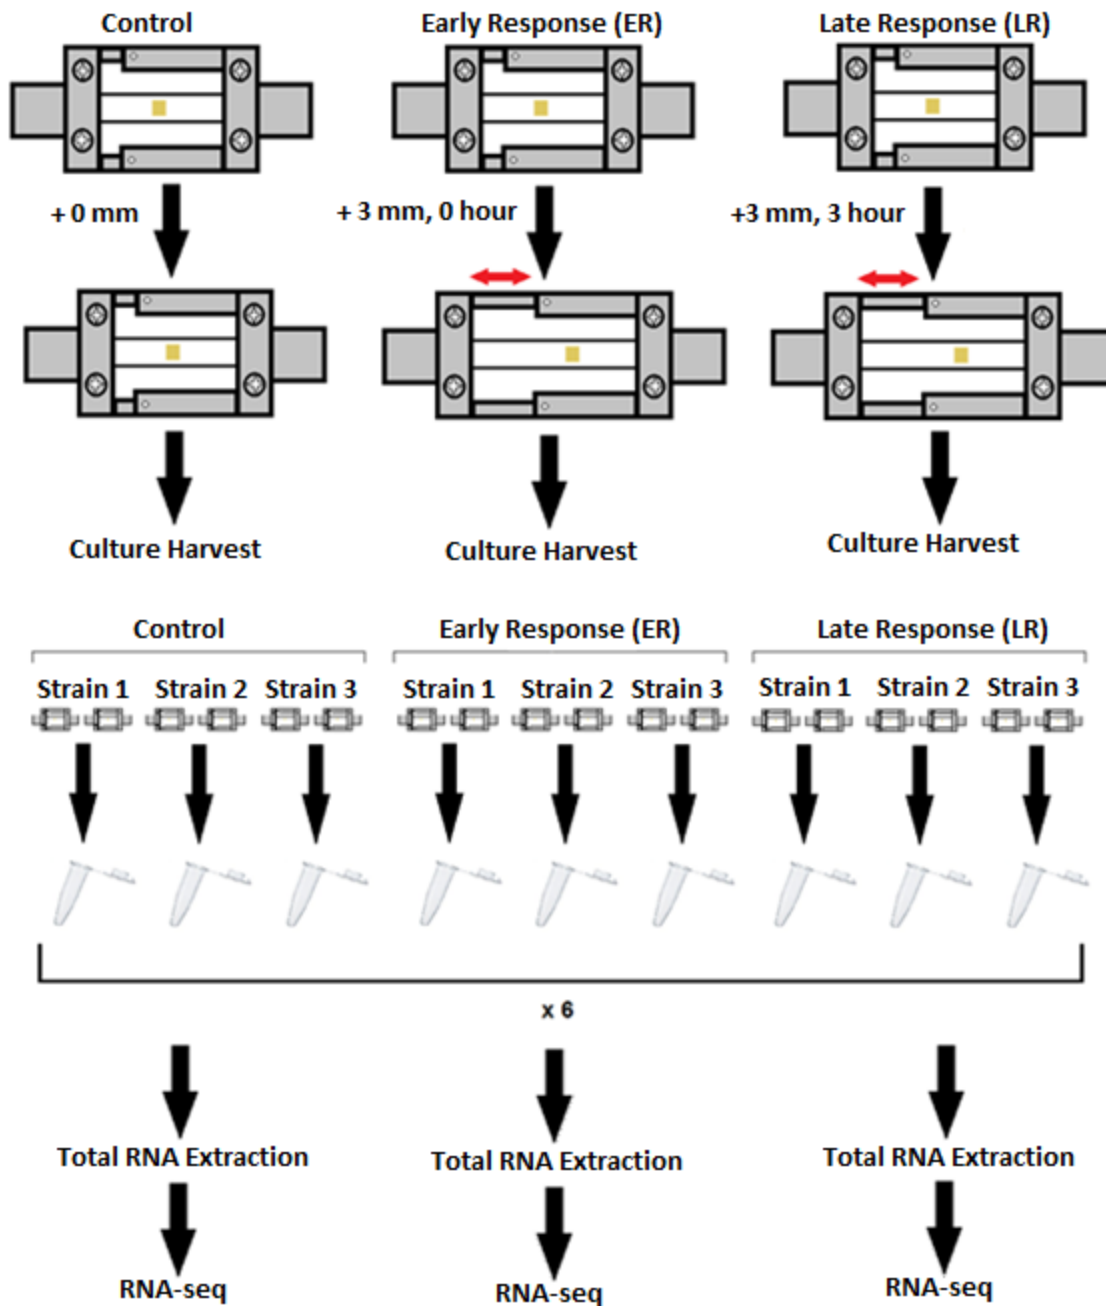 Control
Early Response (ER)
Late Response (LR)
+ 0 mm
+ 3 mm, 0 hour
+3 mm, 3 hour
Culture Harvest
Culture Harvest
Culture Harvest
Control
Early Response (ER)
Late Response (LR)
Strain 1
Strain 2
Strain 3
Strain 1
Strain 2
Strain 3
Strain 1
Strain 2
Strain 3
x 6
Total RNA Extraction
Total RNA Extraction
Total RNA Extraction
RNA-seq
RNA-seq
RNA-seq